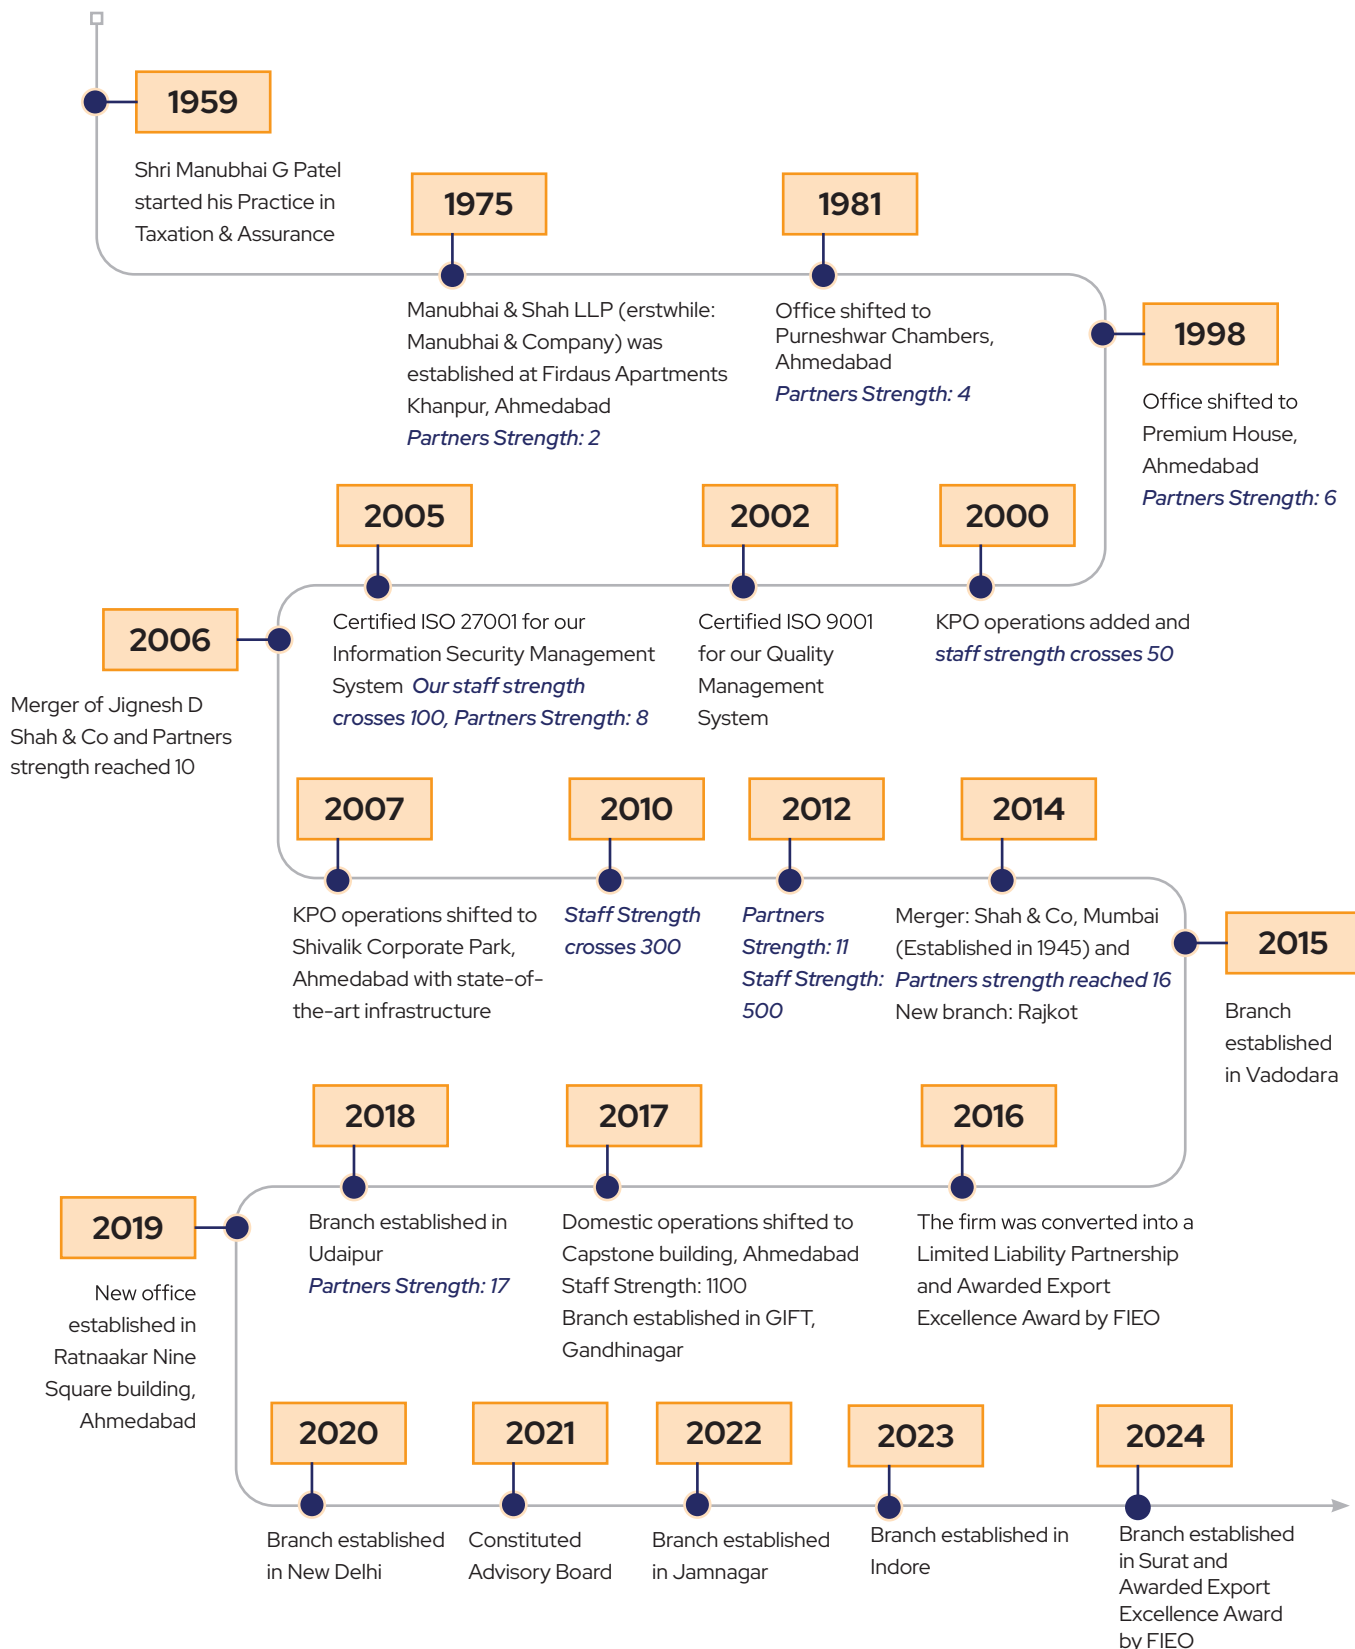 1959
Shri Manubhai G Patel
started his Practice in
Taxation & Assurance
1975
Manubhai & Shah LLP (erstwhile:
Manubhai & Company) was
established at Firdaus Apartments
Khanpur, Ahmedabad
Partners Strength: 2
1981
Office shifted to
Purneshwar Chambers,
Ahmedabad
Partners Strength: 4
1998
Office shifted to
Premium House,
Ahmedabad
Partners Strength: 6
2000
KPO operations added and
staff strength crosses 50
2002
Certified ISO 9001
for our Quality
Management
System
2005
Certified ISO 27001 for our
Information Security Management
System Our staff strength
crosses 100, Partners Strength: 8
2006
Merger of Jignesh D
Shah & Co and Partners
strength reached 10
2007
KPO operations shifted to
Shivalik Corporate Park,
Ahmedabad with state-of-
the-art infrastructure
2010
Staff Strength
crosses 300
2012
Partners
Strength: 11
Staff Strength:
500
2014
Merger: Shah & Co, Mumbai
(Established in 1945) and
Partners strength reached 16
New branch: Rajkot
2015
Branch
established
in Vadodara
2016
The firm was converted into a
Limited Liability Partnership
and Awarded Export
Excellence Award by FIEO
2017
Domestic operations shifted to
Capstone building, Ahmedabad
Staff Strength: 1100
Branch established in GIFT,
Gandhinagar
2018
Branch established in
Udaipur
Partners Strength: 17
2019
New office
established in
Ratnaakar Nine
Square building,
Ahmedabad
2020
Branch established
in New Delhi
2021
Constituted
Advisory Board
2022
Branch established
in Jamnagar
2023
Branch established in
Indore
2024
Branch established
in Surat and
Awarded Export
Excellence Award
by FIEO